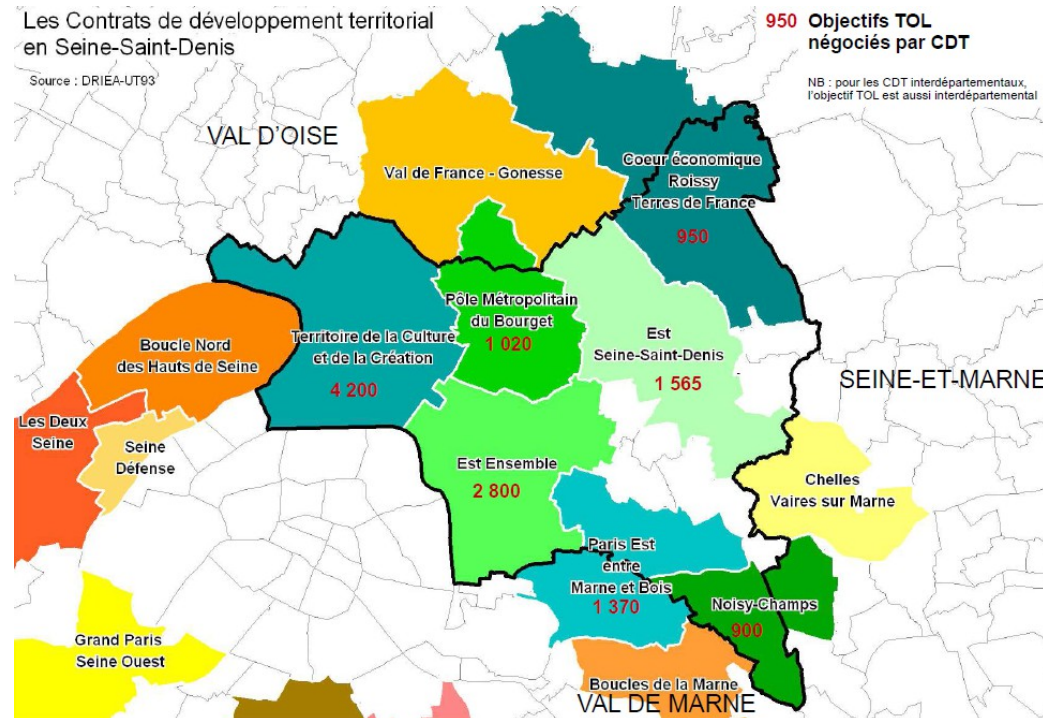 Les Contrats de développement territorial
en Seine-Saint-Denis
Source : DRIEA-UT93
950 Objectifs TOL
négociés par CDT
NB : pour les CDT interdépartementaux,
l'objectif TOL est aussi interdépartemental
VAL D'OISE
Val de France - Gonesse
Coeur économique
Roissy
Terres de France
950
Pôle Métropolitain
du Bourget
1 020
Territoire de la Culture
et de la Création
4 200
Boucle Nord
des Hauts de Seine
Est
Seine-Saint-Denis
1 565
SEINE-ET-MARNE
Les Deux
Seine
Seine
Défense
Est Ensemble
2 800
Chelles
Vaires sur Marne
Paris Est
entre
Marne et Bois
1 370
Noisy-Champs
900
Grand Paris
Seine Ouest
Boucles de la Marne
VAL DE MARNE